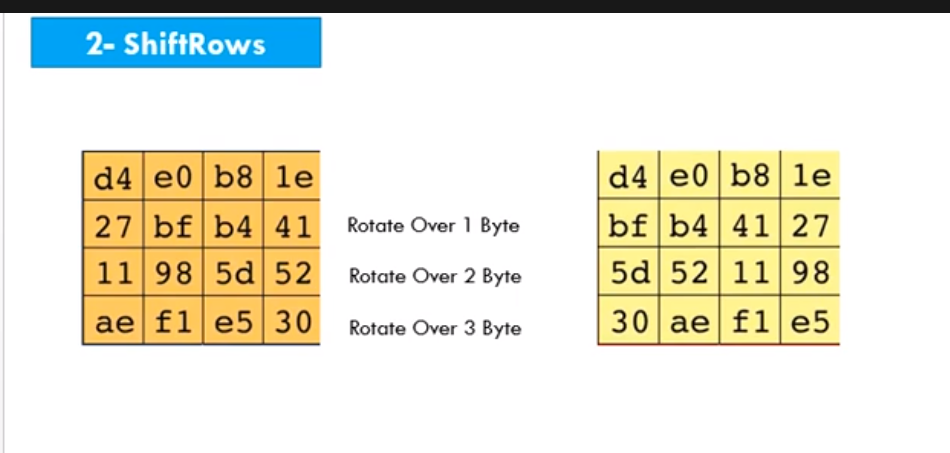 2- ShiftRows
d4 e0 b8 1e
27 bf b4 41
11 98 5d 52
ae f1 e5 30
Rotate Over 1 Byte
Rotate Over 2 Byte
Rotate Over 3 Byte
d4 e0 b8 1e
bf b4 41 27
5d 52 11 98
30 ae f1 e5